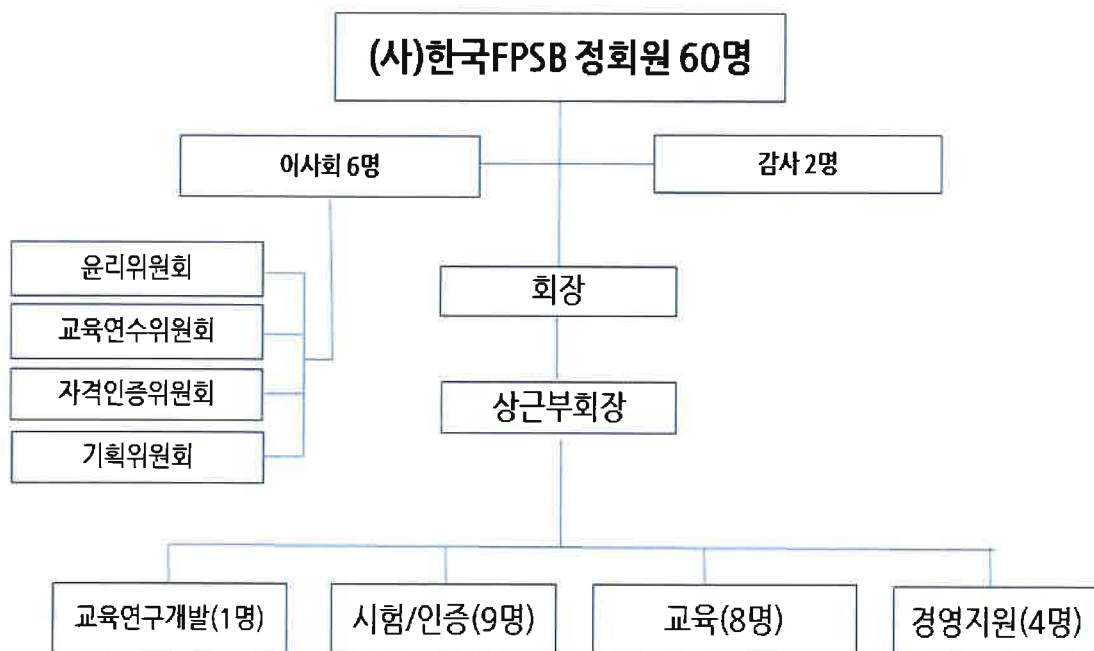 (사)한국FPSB 정회원 60명
이사회 6명
감사 2명
윤리위원회
교육연수위원회
자격인증위원회
기획위원회
회장
상근부회장
교육연구개발(1명)
시험/인증(9명)
교육(8명)
경영지원(4명)